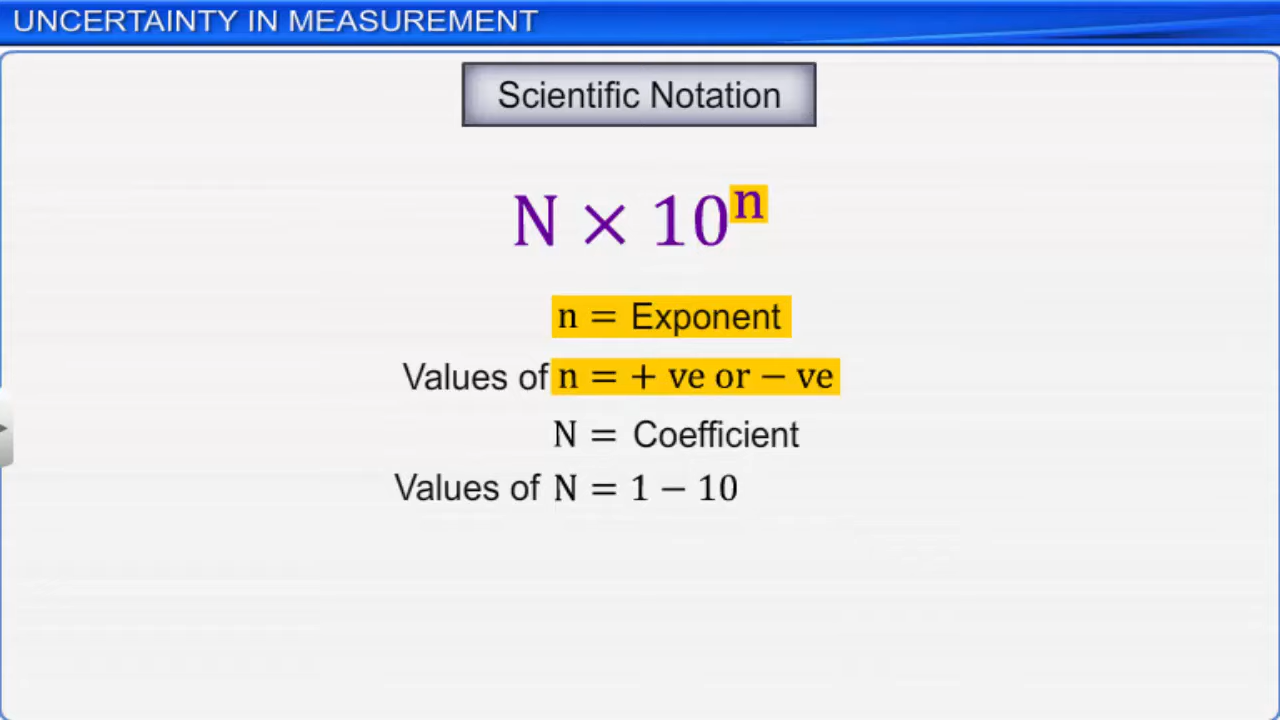 UNCERTAINTY IN MEASUREMENT
Scientific Notation
N × 10ⁿ
n = Exponent
Values of n = + ve or − ve
N = Coefficient
Values of N = 1 − 10